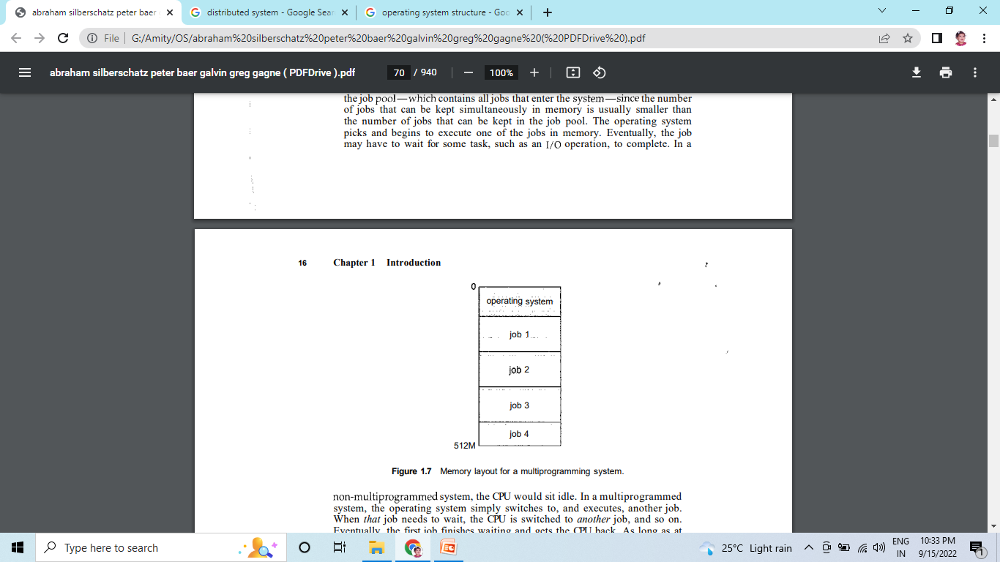 abraham silberschatz peter baer
distributed system - Google Sear
operating system structure - Goo
File G:/Amity/OS/abraham%20silberschatz%20peter%20baer%20galvin%20greg%20gagne%20(%20PDFDrive%20).pdf
abraham silberschatz peter baer galvin greg gagne ( PDFDrive ).pdf 70 / 940 100%
the job pool—which contains all jobs that enter the system—since the number
of jobs that can be kept simultaneously in memory is usually smaller than
the number of jobs that can be kept in the job pool. The operating system
picks and begins to execute one of the jobs in memory. Eventually, the job
may have to wait for some task, such as an I/O operation, to complete. In a
16 Chapter 1 Introduction
0
operating system
job 1
job 2
job 3
job 4
512M
Figure 1.7 Memory layout for a multiprogramming system.
non-multiprogrammed system, the CPU would sit idle. In a multiprogrammed
system, the operating system simply switches to, and executes, another job.
When that job needs to wait, the CPU is switched to another job, and so on.
Eventually, the first job finishes waiting and gets the CPU back. As long as at
Type here to search
25°C Light rain
ENG
IN
10:33 PM
9/15/2022
1